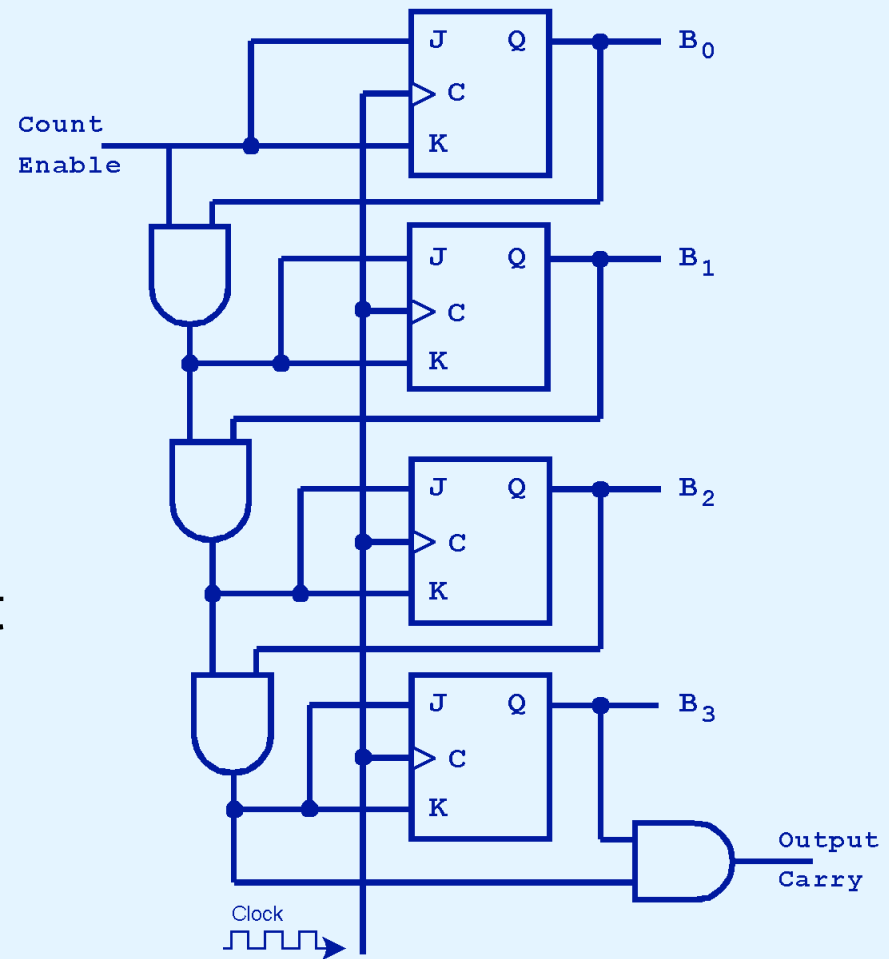 J Q B0
C
Count
Enable
K
J Q B1
C
K
J Q B2
C
K
J Q B3
C
K
Output
Carry
Clock